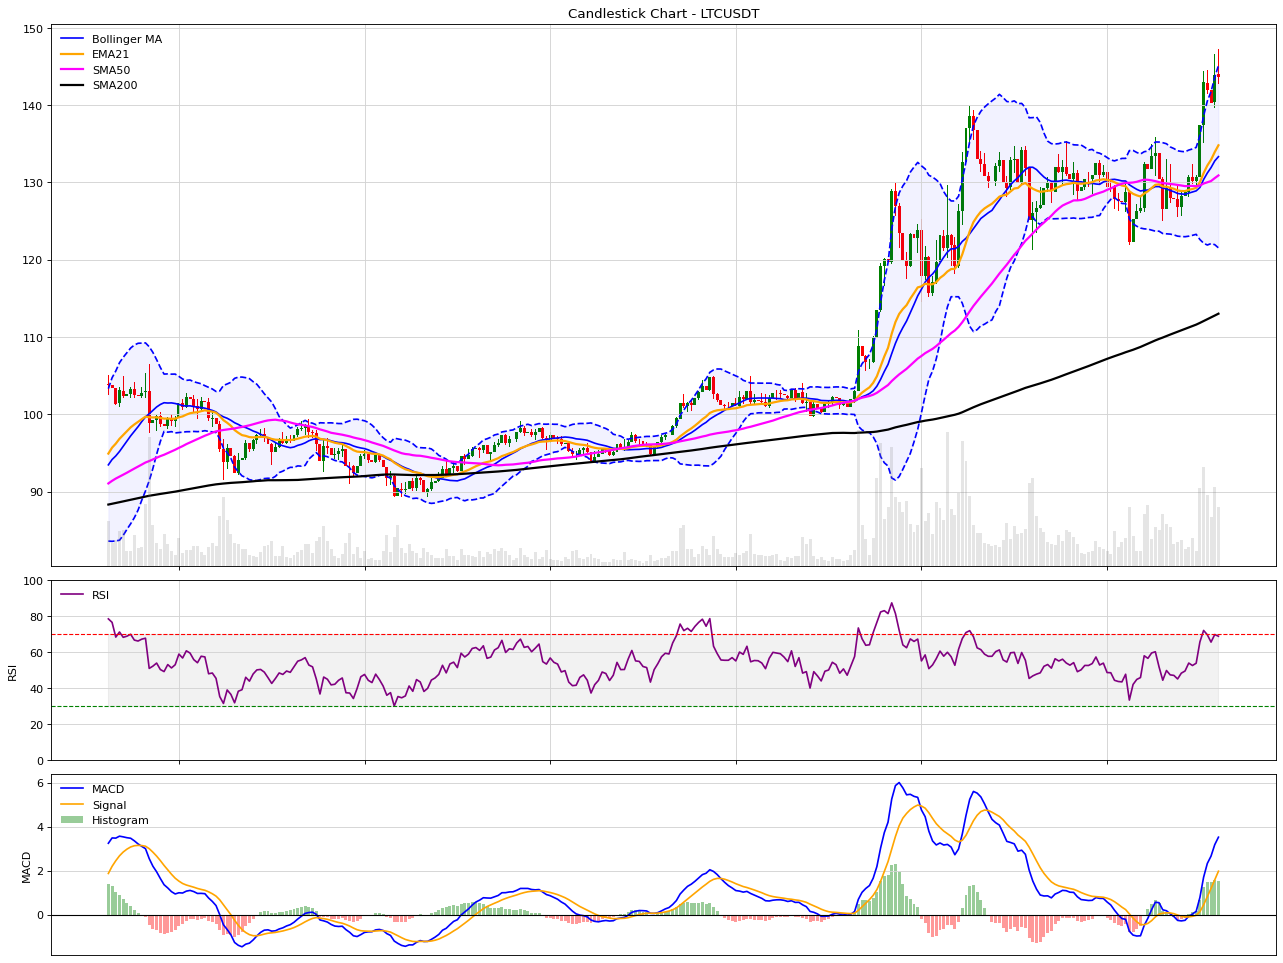 Candlestick Chart - LTCUSDT
150
140
130
120
110
100
90
Bollinger MA
EMA21
SMA50
SMA200
RSI
100
80
60
40
20
0
RSI
MACD
6
4
2
0
MACD
Signal
Histogram